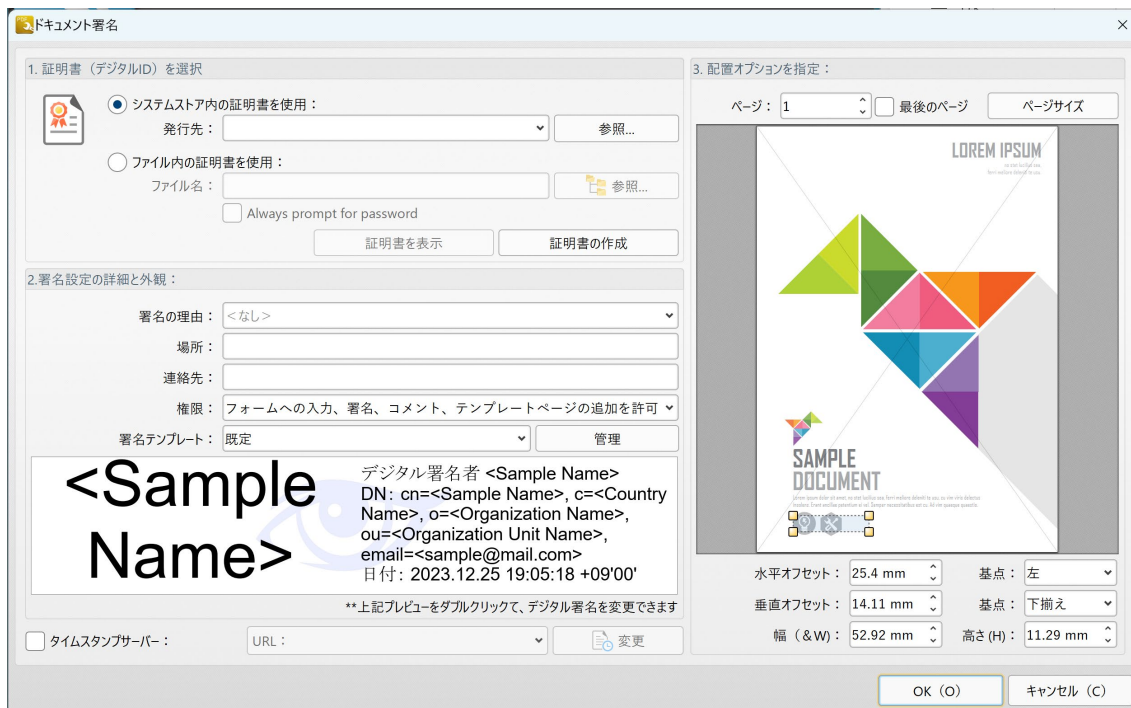 ドキュメント署名
1. 証明書（デジタルID）を選択
システムストア内の証明書を使用：
発行先：
参照...
ファイル内の証明書を使用：
ファイル名：
参照...
Always prompt for password
証明書を表示
証明書の作成
2.署名設定の詳細と外観：
署名の理由：
<なし>
場所：
連絡先：
権限：
フォームへの入力、署名、コメント、テンプレートページの追加を許可
署名テンプレート：
既定
管理
<Sample
Name>
デジタル署名者 <Sample Name>
DN: cn=<Sample Name>, c=<Country
Name>, o=<Organization Name>,
ou=<Organization Unit Name>,
email=<sample@mail.com>
日付: 2023.12.25 19:05:18 +09'00'
**上記プレビューをダブルクリックて、デジタル署名を変更できます
タイムスタンプサーバー：
URL：
変更
3. 配置オプションを指定：
ページ：
1
最後のページ
ページサイズ
LOREM IPSUM
SAMPLE
DOCUMENT
水平オフセット：
25.4 mm
基点：
左
垂直オフセット：
14.11 mm
基点：
下揃え
幅（&W)：
52.92 mm
高さ(H)：
11.29 mm
OK（O）
キャンセル（C）